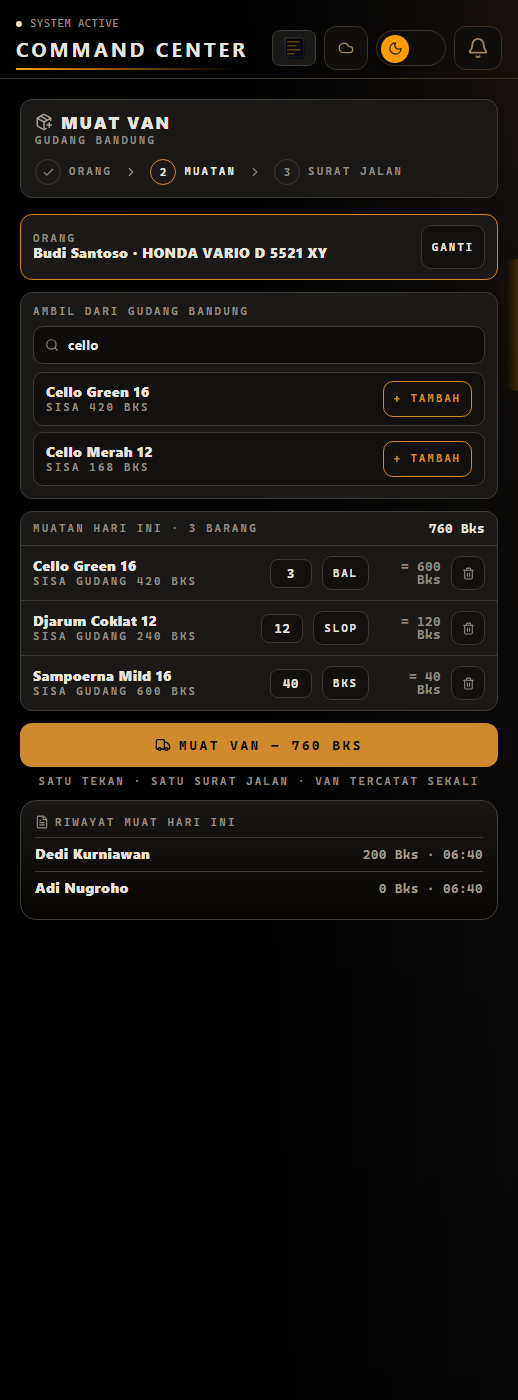 SYSTEM ACTIVE
COMMAND CENTER
MUAT VAN
GUDANG BANDUNG
ORANG
2 MUATAN
3 SURAT JALAN
ORANG
Budi Santoso · HONDA VARIO D 5521 XY
GANTI
AMBIL DARI GUDANG BANDUNG
cello
Cello Green 16
SISA 420 BKS
+ TAMBAH
Cello Merah 12
SISA 168 BKS
+ TAMBAH
MUATAN HARI INI · 3 BARANG
760 Bks
Cello Green 16
SISA GUDANG 420 BKS
3
BAL
= 600
Bks
Djarum Coklat 12
SISA GUDANG 240 BKS
12
SLOP
= 120
Bks
Sampoerna Mild 16
SISA GUDANG 600 BKS
40
BKS
= 40
Bks
MUAT VAN — 760 BKS
SATU TEKAN · SATU SURAT JALAN · VAN TERCATAT SEKALI
RIWAYAT MUAT HARI INI
Dedi Kurniawan
200 Bks · 06:40
Adi Nugroho
0 Bks · 06:40